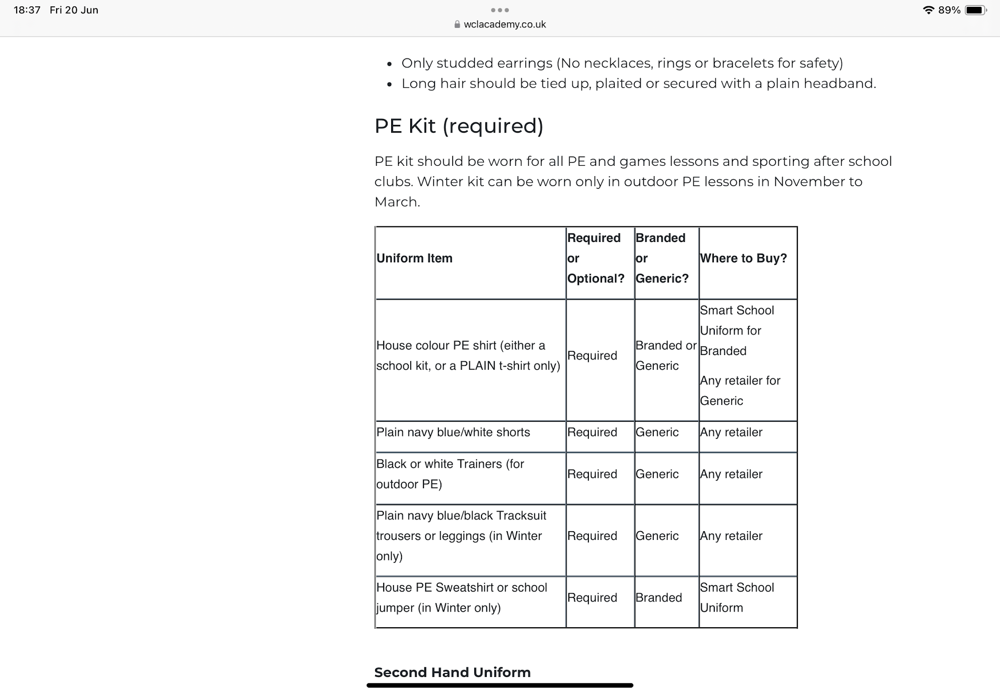 18:37 Fri 20 Jun
89%
wclacademy.co.uk
• Only studded earrings (No necklaces, rings or bracelets for safety)
• Long hair should be tied up, plaited or secured with a plain headband.
PE Kit (required)
PE kit should be worn for all PE and games lessons and sporting after school
clubs. Winter kit can be worn only in outdoor PE lessons in November to
March.
Uniform Item
Required
or
Optional?
Branded
or
Generic?
Where to Buy?
House colour PE shirt (either a
school kit, or a PLAIN t-shirt only)
Required
Branded or
Generic
Smart School
Uniform for
Branded
Any retailer for
Generic
Plain navy blue/white shorts
Required
Generic
Any retailer
Black or white Trainers (for
outdoor PE)
Required
Generic
Any retailer
Plain navy blue/black Tracksuit
trousers or leggings (in Winter
only)
Required
Generic
Any retailer
House PE Sweatshirt or school
jumper (in Winter only)
Required
Branded
Smart School
Uniform
Second Hand Uniform